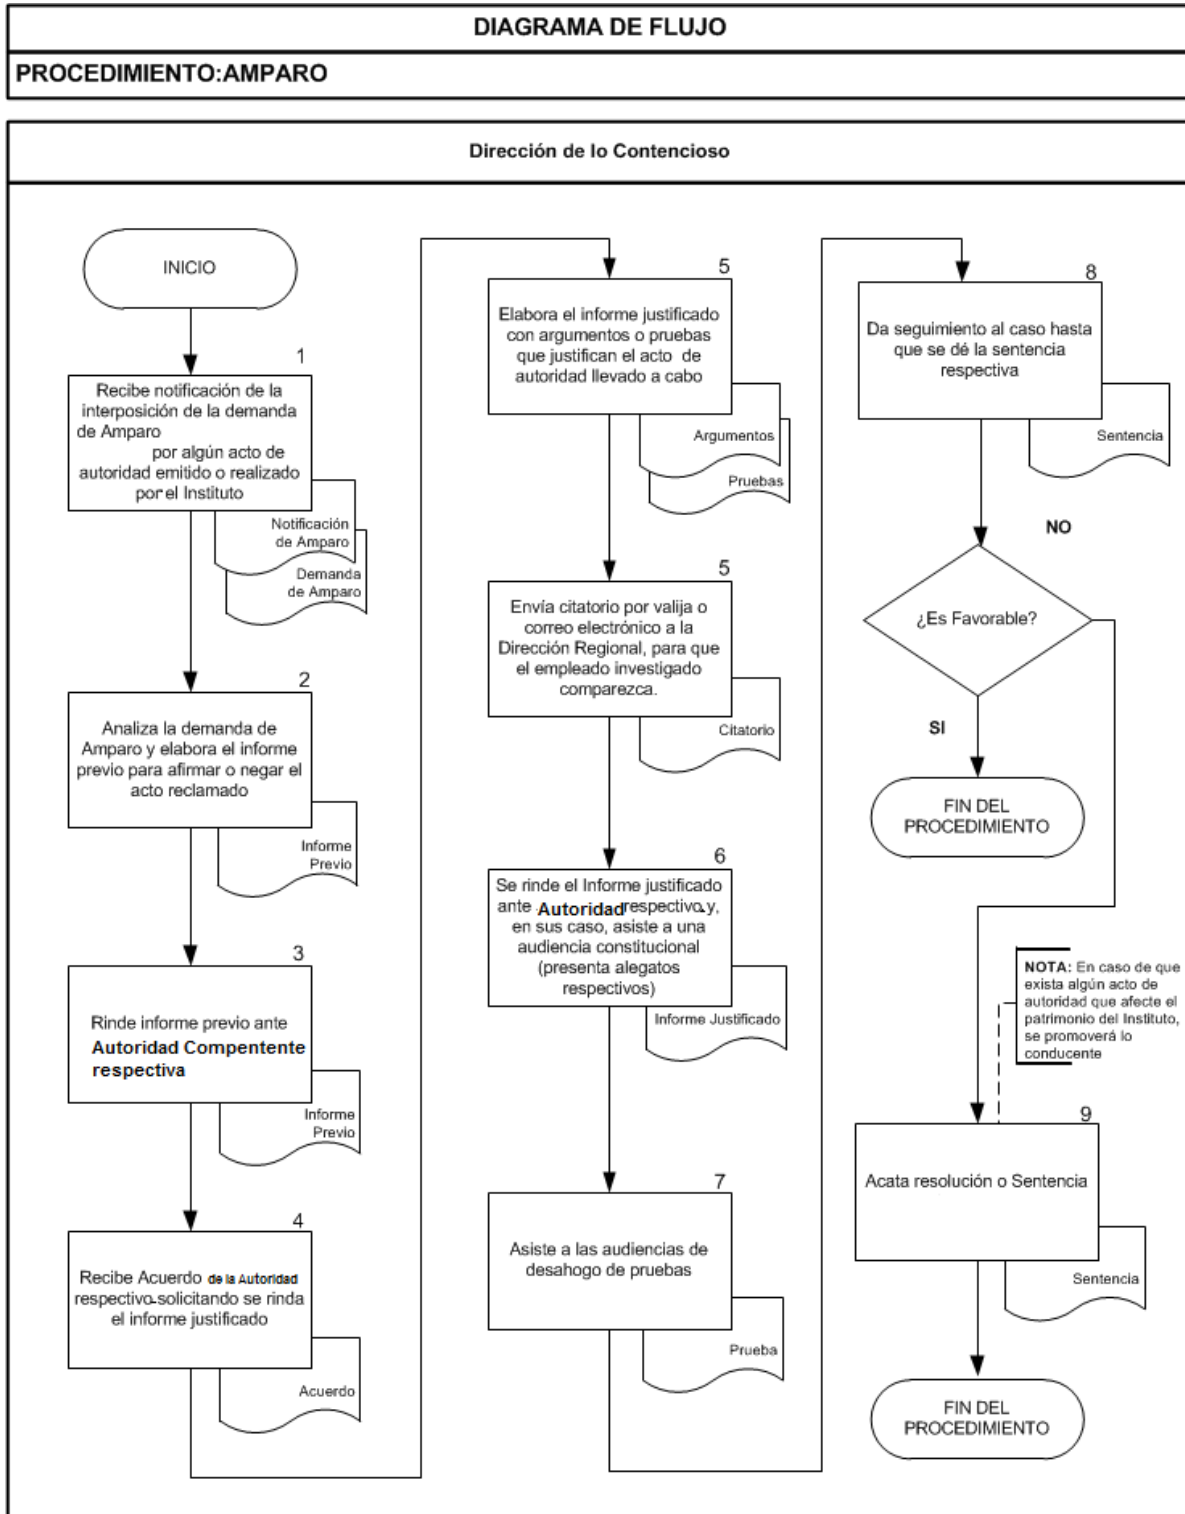 DIAGRAMA DE FLUJO
PROCEDIMIENTO:AMPARO
Dirección de lo Contencioso
INICIO
1
Recibe notificación de la
interposición de la demanda
de Amparo
por algún acto de
autoridad emitido o realizado
por el Instituto
Notificación
de Amparo
Demanda
de Amparo
2
Analiza la demanda de
Amparo y elabora el informe
previo para afirmar o negar el
acto reclamado
Informe
Previo
3
Rinde informe previo ante
Autoridad Compentente
respectiva
Informe
Previo
4
Recibe Acuerdo de la Autoridad
respectivo solicitando se rinda
el informe justificado
Acuerdo
5
Elabora el informe justificado
con argumentos o pruebas
que justifican el acto de
autoridad llevado a cabo
Argumentos
Pruebas
5
Envía citatorio por valija o
correo electrónico a la
Dirección Regional, para que
el empleado investigado
comparezca.
Citatorio
6
Se rinde el Informe justificado
ante Autoridad respectivo y,
en sus caso, asiste a una
audiencia constitucional
(presenta alegatos
respectivos)
Informe Justificado
7
Asiste a las audiencias de
desahogo de pruebas
Prueba
8
Da seguimiento al caso hasta
que se dé la sentencia
respectiva
Sentencia
NO
¿Es Favorable?
SI
FIN DEL
PROCEDIMIENTO
NOTA: En caso de que
exista algún acto de
autoridad que afecte el
patrimonio del Instituto,
se promoverá lo
conducente
9
Acata resolución o Sentencia
Sentencia
FIN DEL
PROCEDIMIENTO